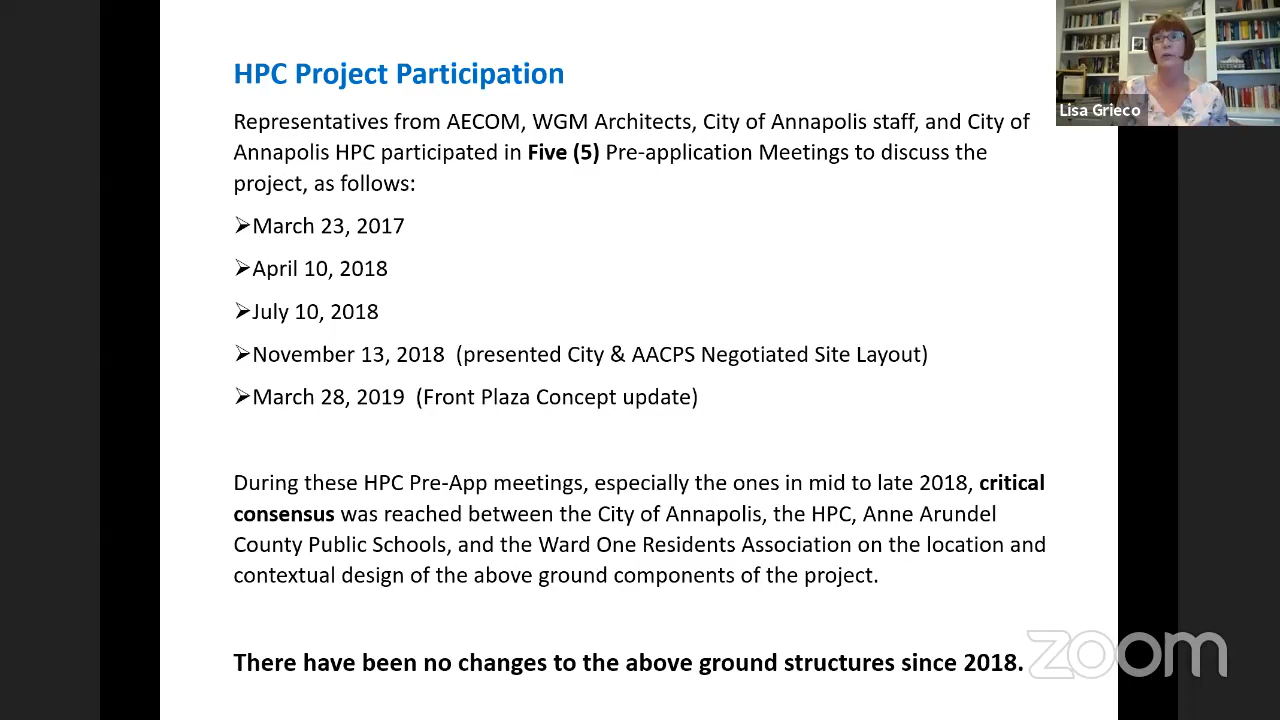 HPC Project Participation
Lisa Grieco
Representatives from AECOM, WGM Architects, City of Annapolis staff, and City of
Annapolis HPC participated in Five (5) Pre-application Meetings to discuss the
project, as follows:
➢March 23, 2017
➢April 10, 2018
➢July 10, 2018
➢November 13, 2018 (presented City & AACPS Negotiated Site Layout)
➢March 28, 2019 (Front Plaza Concept update)
During these HPC Pre-App meetings, especially the ones in mid to late 2018, critical
consensus was reached between the City of Annapolis, the HPC, Anne Arundel
County Public Schools, and the Ward One Residents Association on the location and
contextual design of the above ground components of the project.
There have been no changes to the above ground structures since 2018.
zoom